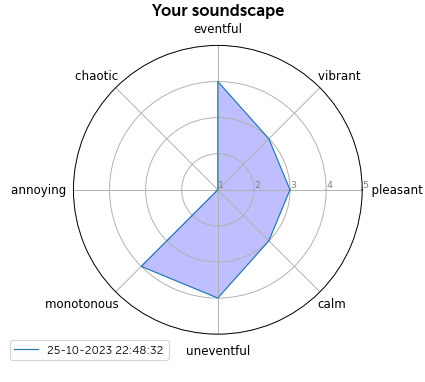 Your soundscape
eventful
chaotic
vibrant
annoying
1 2 3 4 5
pleasant
monotonous
calm
uneventful
25-10-2023 22:48:32